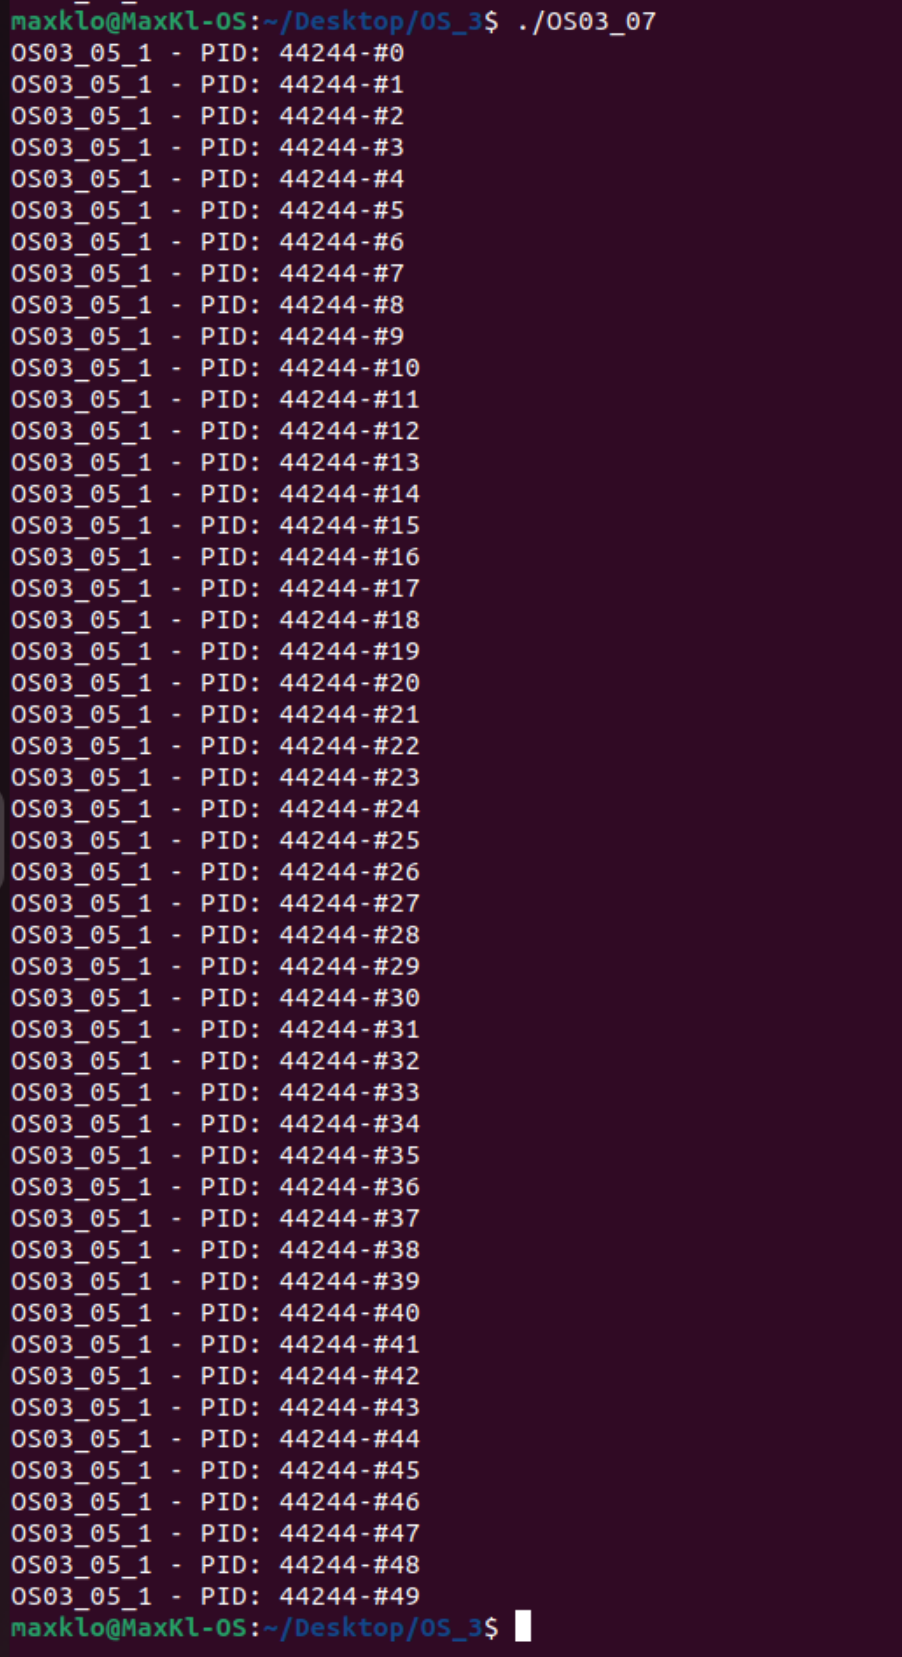 maxklo@MaxKl-OS:~/Desktop/OS_3$ ./OS03_07
OS03_05_1 - PID: 44244-#0
OS03_05_1 - PID: 44244-#1
OS03_05_1 - PID: 44244-#2
OS03_05_1 - PID: 44244-#3
OS03_05_1 - PID: 44244-#4
OS03_05_1 - PID: 44244-#5
OS03_05_1 - PID: 44244-#6
OS03_05_1 - PID: 44244-#7
OS03_05_1 - PID: 44244-#8
OS03_05_1 - PID: 44244-#9
OS03_05_1 - PID: 44244-#10
OS03_05_1 - PID: 44244-#11
OS03_05_1 - PID: 44244-#12
OS03_05_1 - PID: 44244-#13
OS03_05_1 - PID: 44244-#14
OS03_05_1 - PID: 44244-#15
OS03_05_1 - PID: 44244-#16
OS03_05_1 - PID: 44244-#17
OS03_05_1 - PID: 44244-#18
OS03_05_1 - PID: 44244-#19
OS03_05_1 - PID: 44244-#20
OS03_05_1 - PID: 44244-#21
OS03_05_1 - PID: 44244-#22
OS03_05_1 - PID: 44244-#23
OS03_05_1 - PID: 44244-#24
OS03_05_1 - PID: 44244-#25
OS03_05_1 - PID: 44244-#26
OS03_05_1 - PID: 44244-#27
OS03_05_1 - PID: 44244-#28
OS03_05_1 - PID: 44244-#29
OS03_05_1 - PID: 44244-#30
OS03_05_1 - PID: 44244-#31
OS03_05_1 - PID: 44244-#32
OS03_05_1 - PID: 44244-#33
OS03_05_1 - PID: 44244-#34
OS03_05_1 - PID: 44244-#35
OS03_05_1 - PID: 44244-#36
OS03_05_1 - PID: 44244-#37
OS03_05_1 - PID: 44244-#38
OS03_05_1 - PID: 44244-#39
OS03_05_1 - PID: 44244-#40
OS03_05_1 - PID: 44244-#41
OS03_05_1 - PID: 44244-#42
OS03_05_1 - PID: 44244-#43
OS03_05_1 - PID: 44244-#44
OS03_05_1 - PID: 44244-#45
OS03_05_1 - PID: 44244-#46
OS03_05_1 - PID: 44244-#47
OS03_05_1 - PID: 44244-#48
OS03_05_1 - PID: 44244-#49
maxklo@MaxKl-OS:~/Desktop/OS_3$